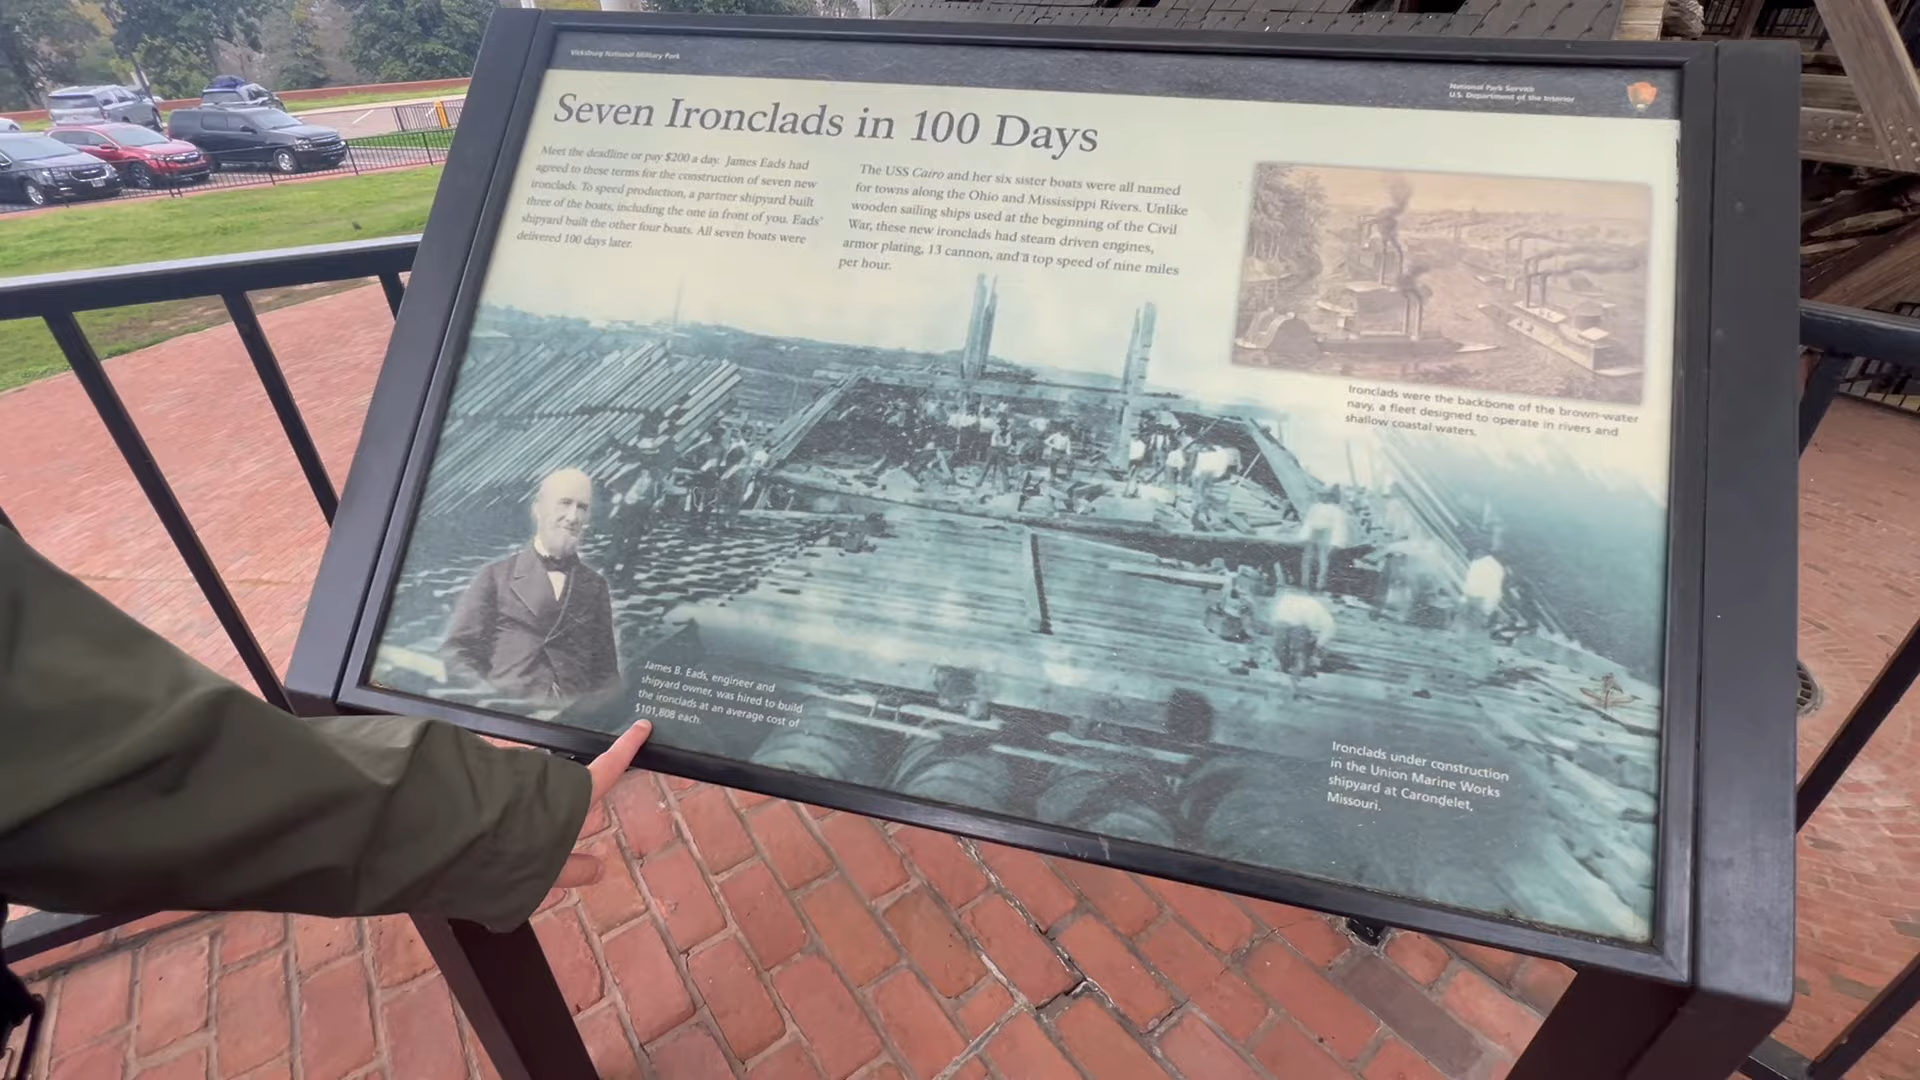 Vicksburg National Military Park
National Park Service
U.S. Department of the Interior
Seven Ironclads in 100 Days
Meet the deadline or pay $200 a day. James Eads had
agreed to these terms for the construction of seven new
ironclads. To speed production, a partner shipyard built
three of the boats, including the one in front of you. Eads'
shipyard built the other four boats. All seven boats were
delivered 100 days later.
The USS Cairo and her six sister boats were all named
for towns along the Ohio and Mississippi Rivers. Unlike
wooden sailing ships used at the beginning of the Civil
War, these new ironclads had steam driven engines,
armor plating, 13 cannon, and a top speed of nine miles
per hour.
Ironclads were the backbone of the brown-water
navy, a fleet designed to operate in rivers and
shallow coastal waters.
James B. Eads, engineer and
shipyard owner, was hired to build
the ironclads at an average cost of
$101,808 each.
Ironclads under construction
in the Union Marine Works
shipyard at Carondelet,
Missouri.